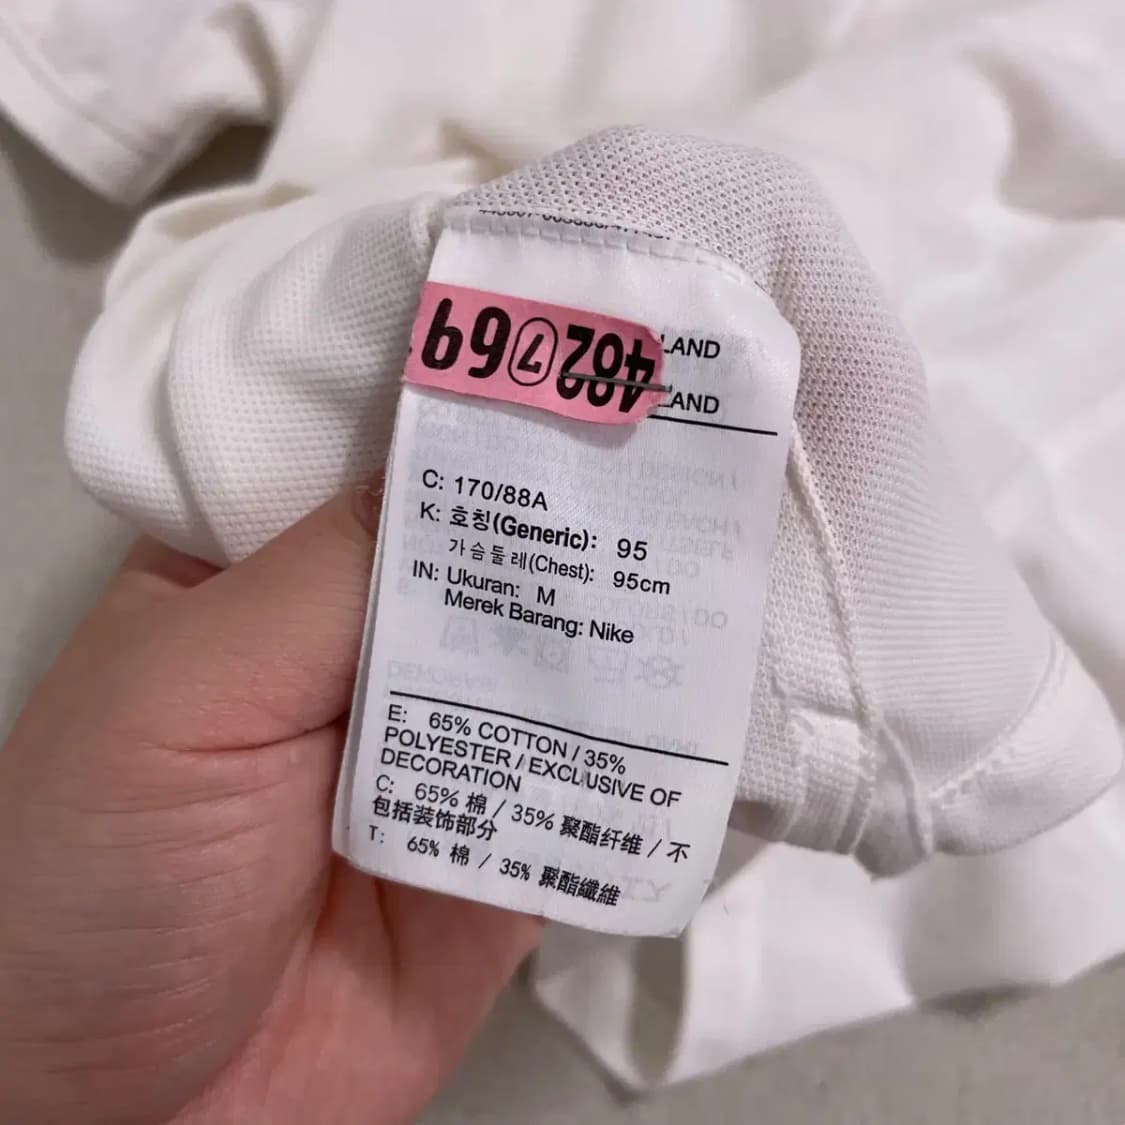 482⑦69
LAND
LAND
C: 170/88A
K: 호칭(Generic): 95
가슴둘레(Chest): 95cm
IN: Ukuran: M
Merek Barang: Nike
E: 65% COTTON / 35%
POLYESTER / EXCLUSIVE OF
DECORATION
C: 65% 棉 / 35% 聚酯纤维 / 不
包括装饰部分
T: 65% 棉 / 35% 聚酯纖維